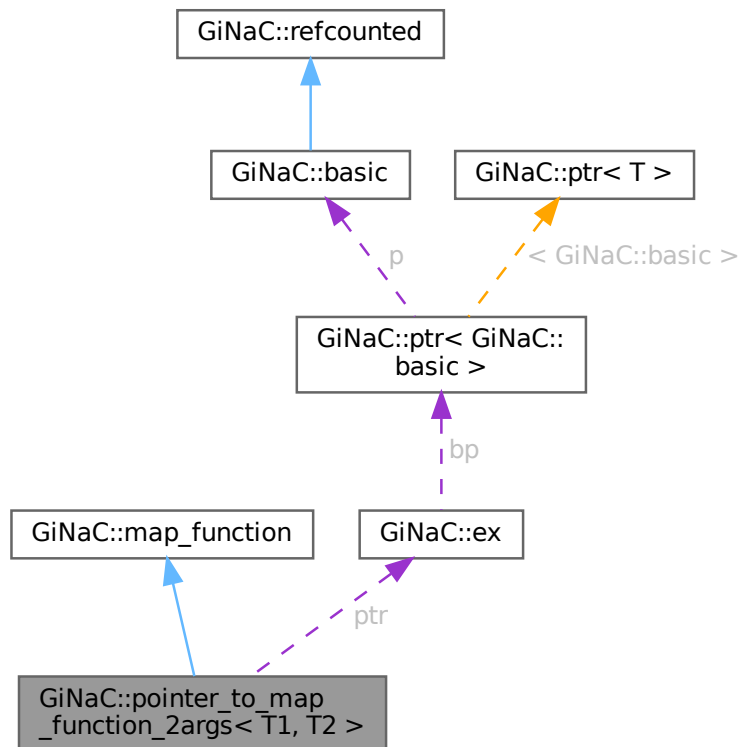 GiNaC::refcounted
GiNaC::basic
GiNaC::ptr< T >
p
< GiNaC::basic >
GiNaC::ptr< GiNaC::
basic >
bp
GiNaC::map_function
GiNaC::ex
ptr
GiNaC::pointer_to_map
_function_2args< T1, T2 >